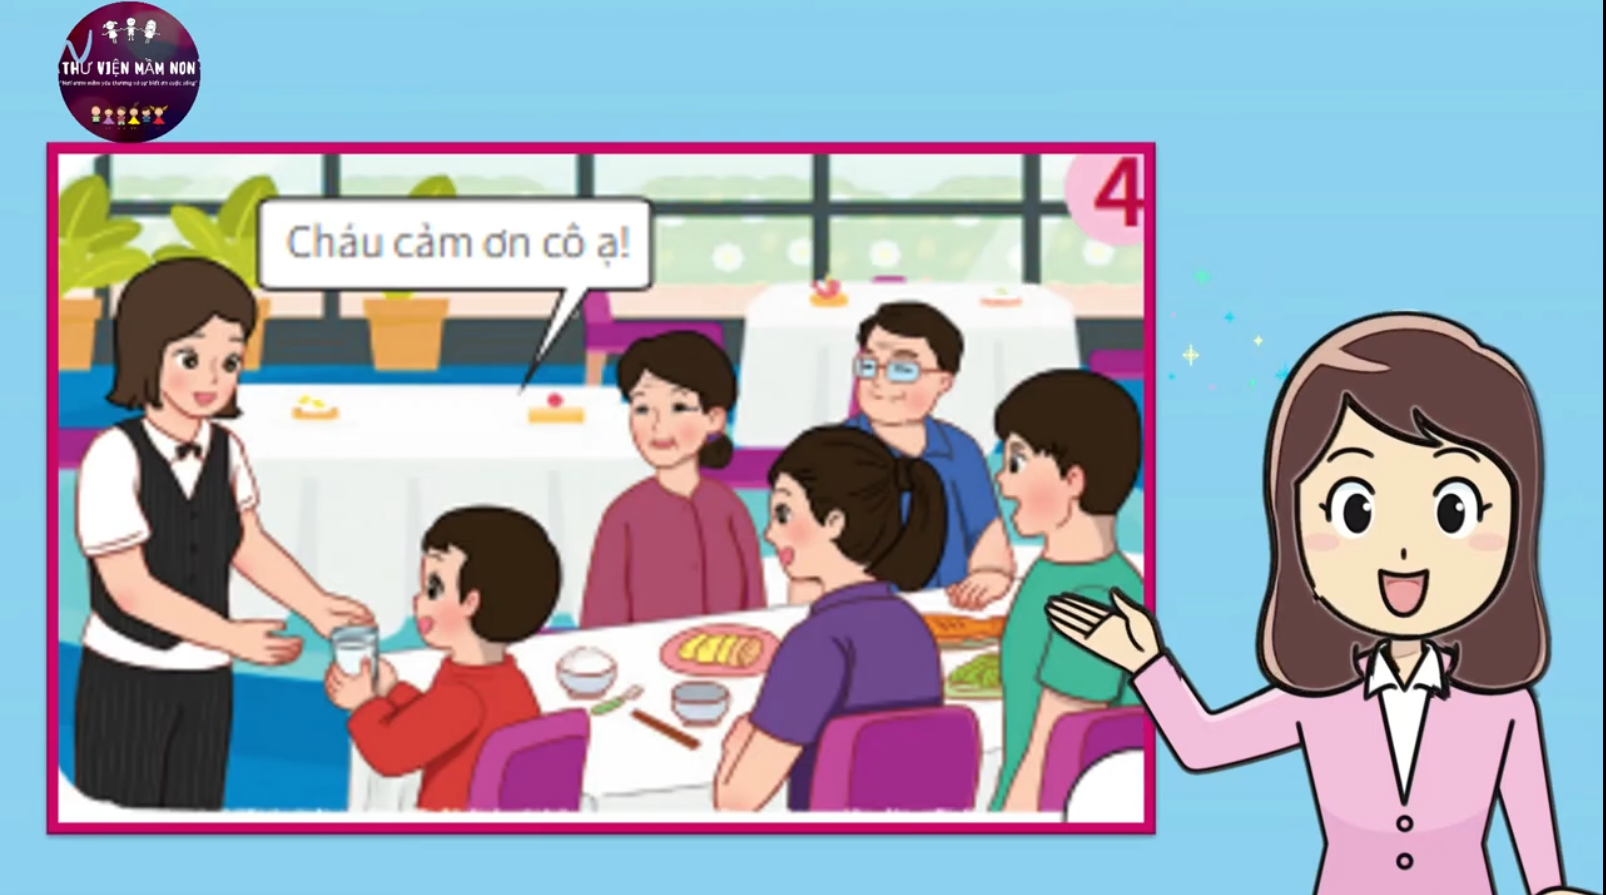 THƯ VIỆN MẦM NON
Cháu cảm ơn cô ạ!
4